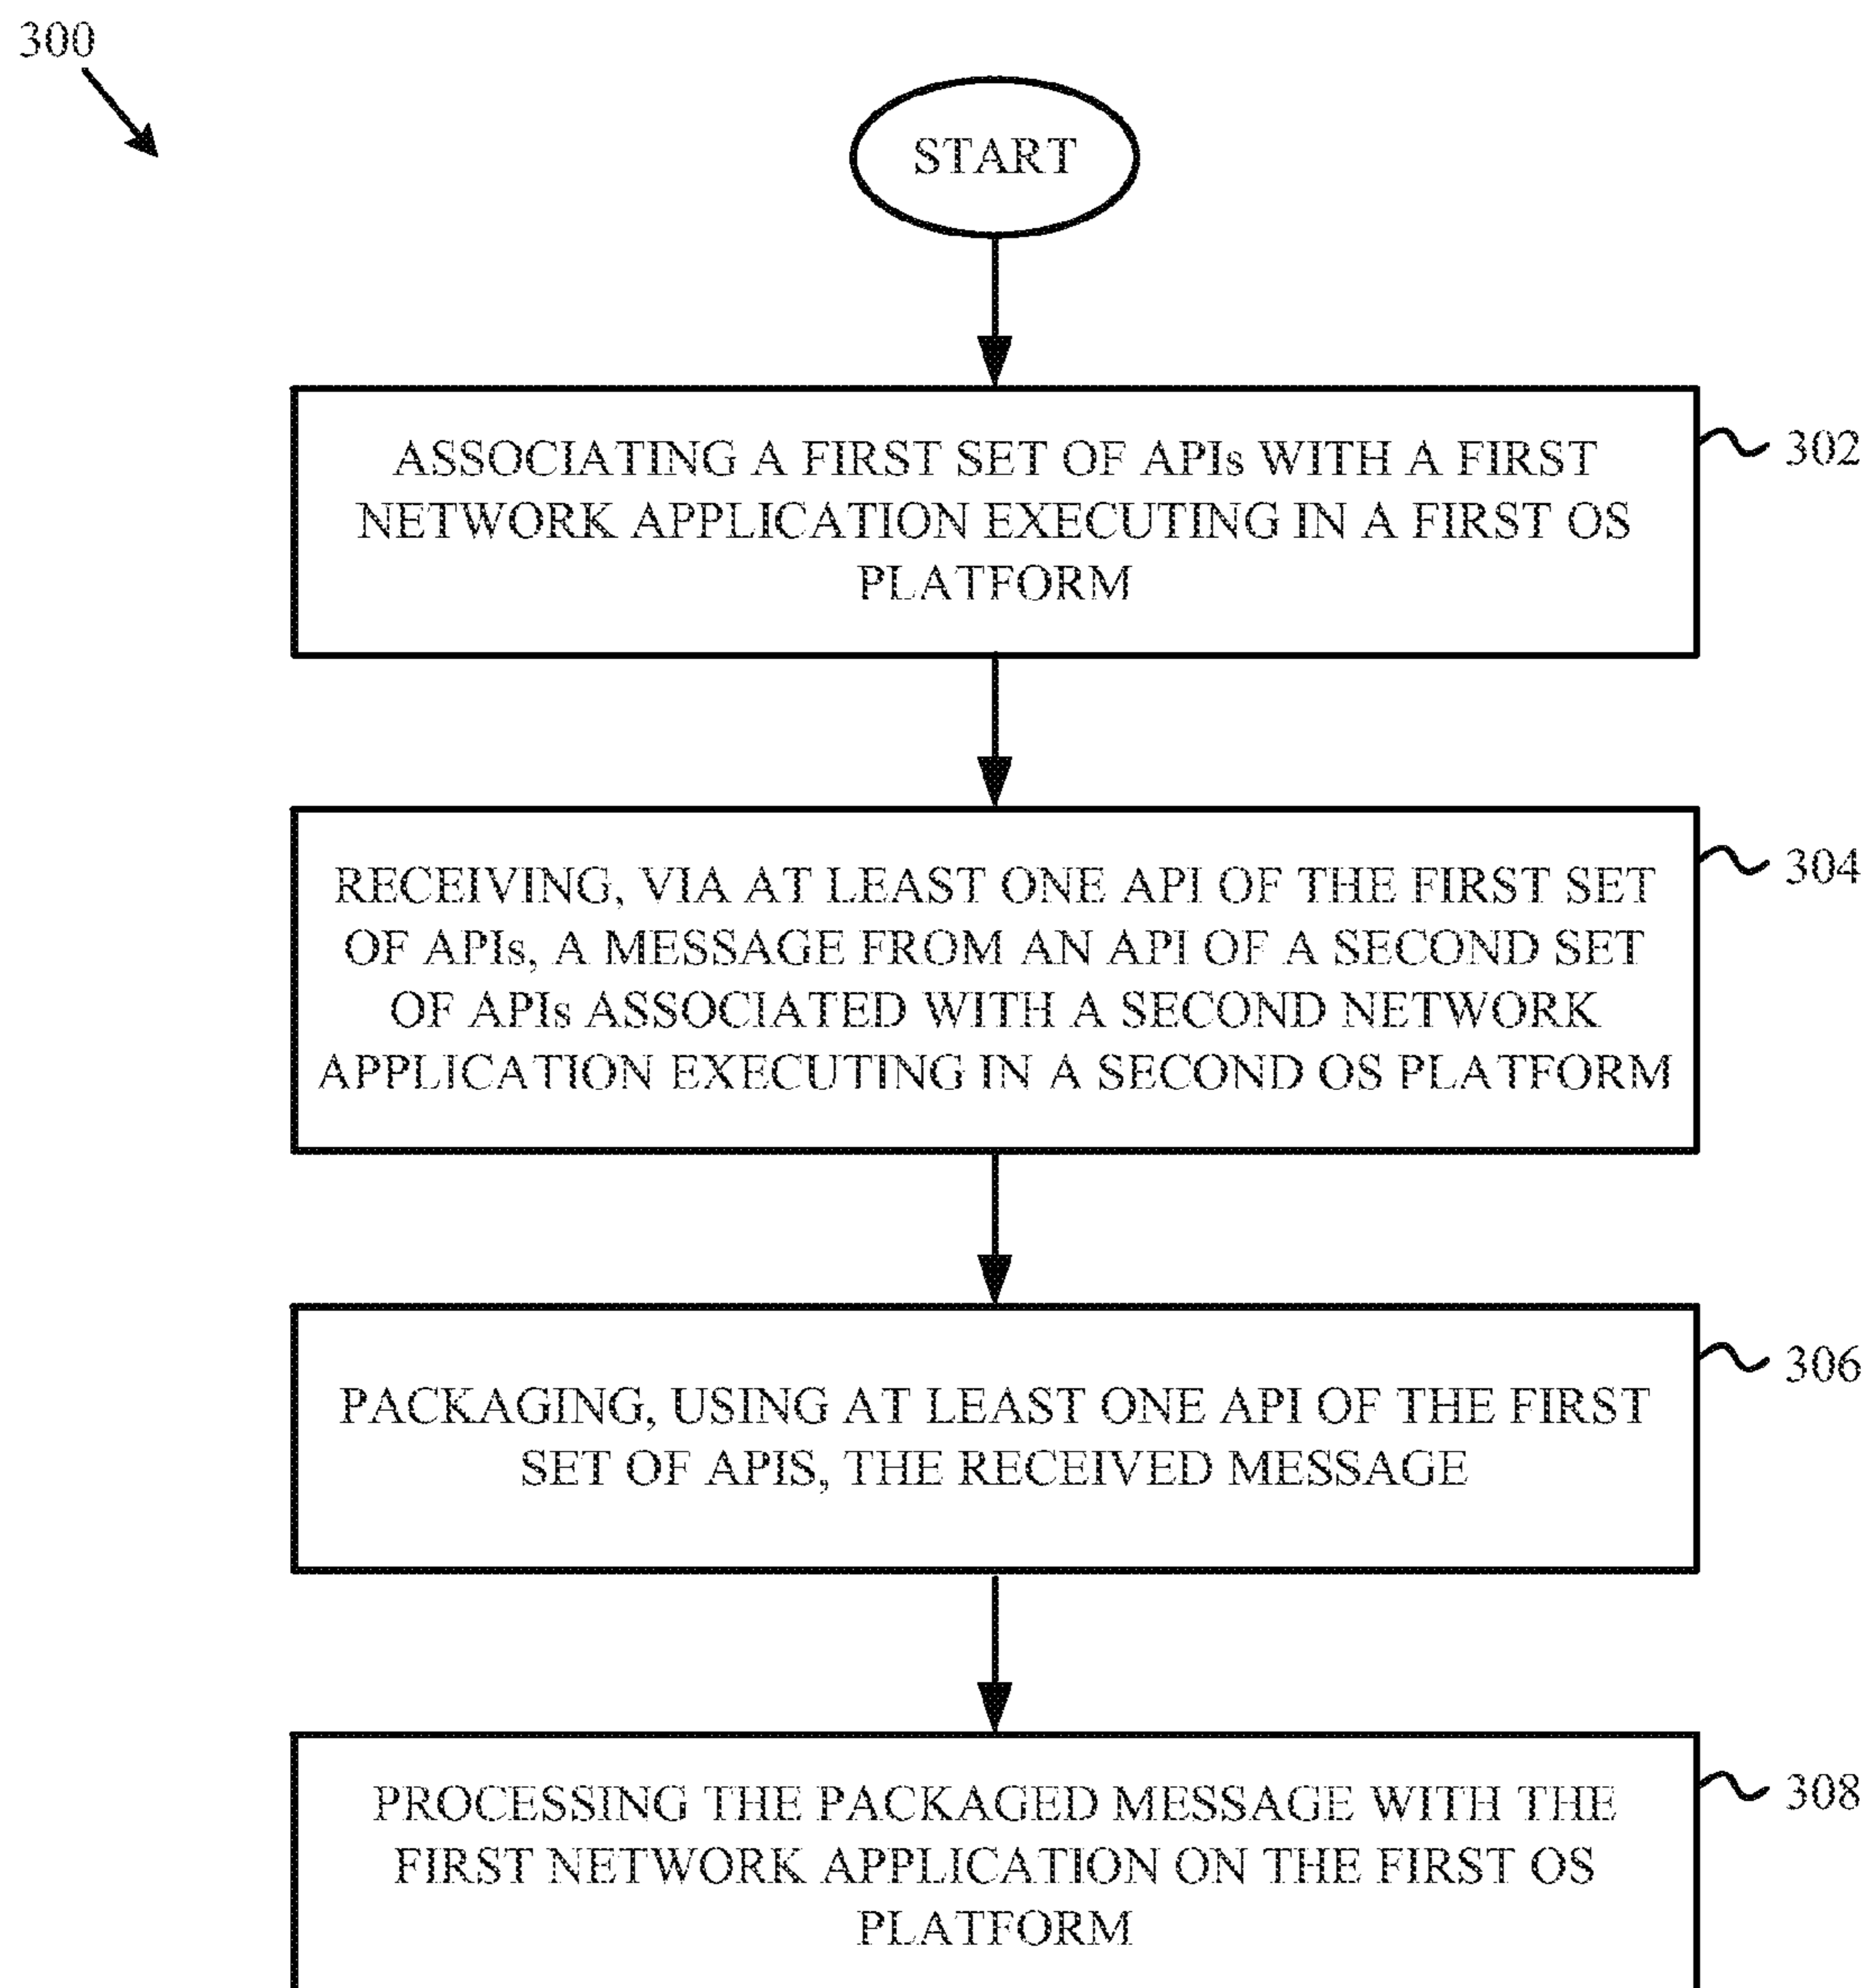 300
START
ASSOCIATING A FIRST SET OF APIs WITH A FIRST
NETWORK APPLICATION EXECUTING IN A FIRST OS
PLATFORM
302
RECEIVING, VIA AT LEAST ONE API OF THE FIRST SET
OF APIs, A MESSAGE FROM AN API OF A SECOND SET
OF APIs ASSOCIATED WITH A SECOND NETWORK
APPLICATION EXECUTING IN A SECOND OS PLATFORM
304
PACKAGING, USING AT LEAST ONE API OF THE FIRST
SET OF APIS, THE RECEIVED MESSAGE
306
PROCESSING THE PACKAGED MESSAGE WITH THE
FIRST NETWORK APPLICATION ON THE FIRST OS
PLATFORM
308